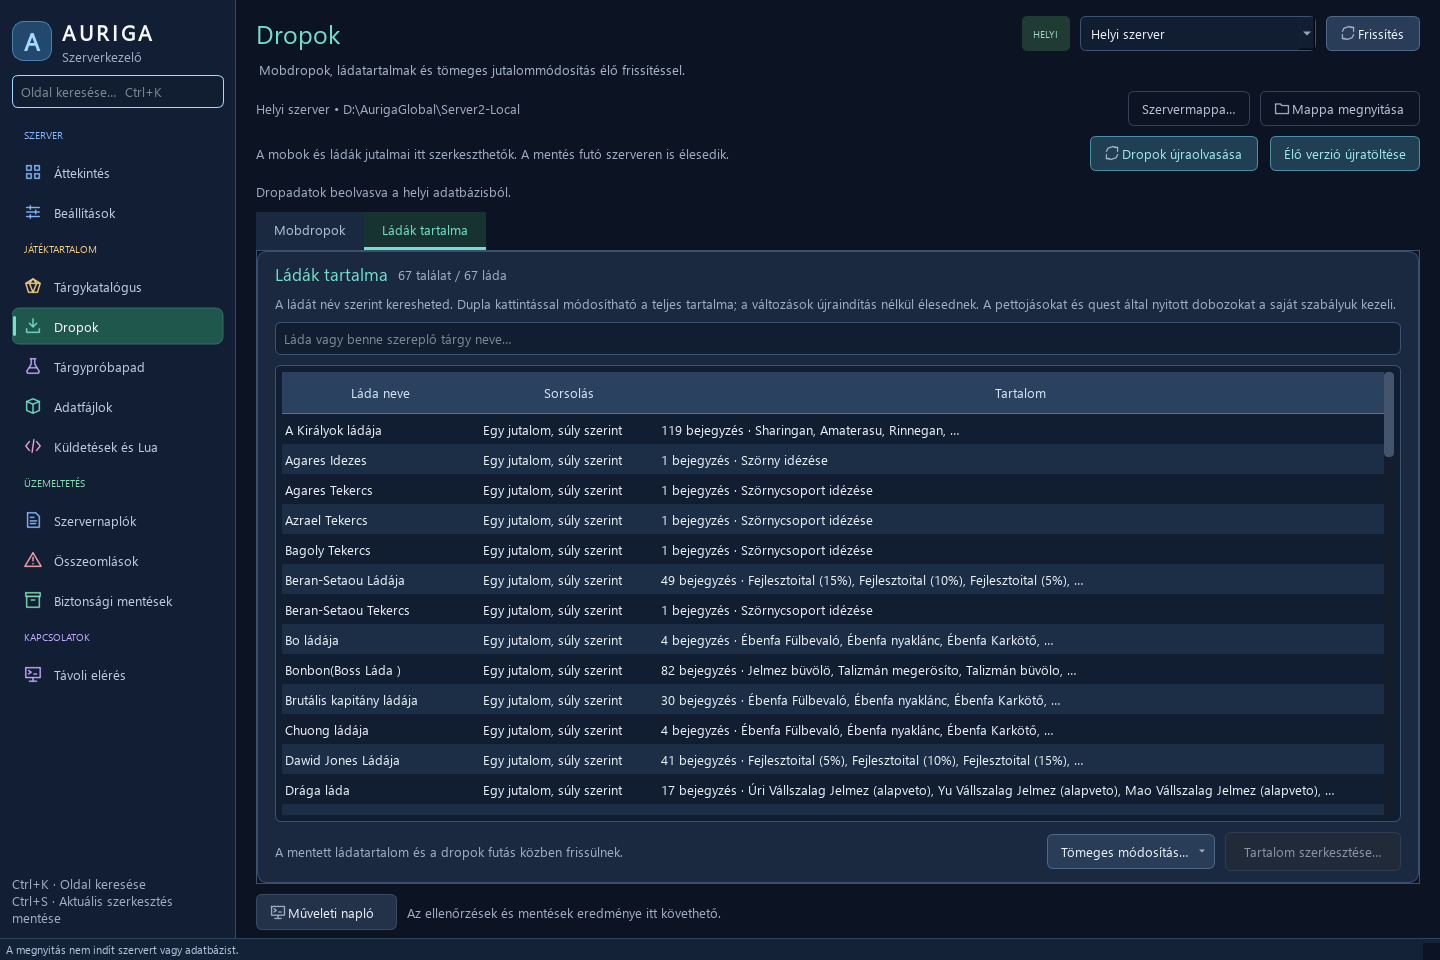 A AURIGA
Szerverkezelő
Oldal keresése... Ctrl+K
SZERVER
Áttekintés
Beállítások
JÁTÉKTARTALOM
Tárgykatalógus
Dropok
Tárgypróbapad
Adatfájlok
Küldetések és Lua
ÜZEMELTETÉS
Szervernaplók
Összeomlások
Biztonsági mentések
KAPCSOLATOK
Távoli elérés
Ctrl+K · Oldal keresése
Ctrl+S · Aktuális szerkesztés
mentése
Dropok
HELYI
Helyi szerver
Frissítés
Mobdropok, ládatartalmak és tömeges jutalommódosítás élő frissítéssel.
Helyi szerver • D:\AurigaGlobal\Server2-Local
Szervermappa...
Mappa megnyitása
A mobok és ládák jutalmai itt szerkeszthetők. A mentés futó szerveren is élesedik.
Dropok újraolvasása
Élő verzió újratöltése
Dropadatok beolvasva a helyi adatbázisból.
Mobdropok
Ládák tartalma
Ládák tartalma 67 találat / 67 láda
A ládát név szerint keresheted. Dupla kattintással módosítható a teljes tartalma; a változások újraindítás nélkül élesednek. A pettojásokat és quest által nyitott dobozokat a saját szabályuk kezeli.
Láda vagy benne szereplő tárgy neve...
Láda neve Sorsolás Tartalom
A Királyok ládája Egy jutalom, súly szerint 119 bejegyzés · Sharingan, Amaterasu, Rinnegan, ...
Agares Idezes Egy jutalom, súly szerint 1 bejegyzés · Szörny idézése
Agares Tekercs Egy jutalom, súly szerint 1 bejegyzés · Szörnycsoport idézése
Azrael Tekercs Egy jutalom, súly szerint 1 bejegyzés · Szörnycsoport idézése
Bagoly Tekercs Egy jutalom, súly szerint 1 bejegyzés · Szörnycsoport idézése
Beran-Setaou Ládája Egy jutalom, súly szerint 49 bejegyzés · Fejlesztoital (15%), Fejlesztoital (10%), Fejlesztoital (5%), ...
Beran-Setaou Tekercs Egy jutalom, súly szerint 1 bejegyzés · Szörnycsoport idézése
Bo ládája Egy jutalom, súly szerint 4 bejegyzés · Ébenfa Fülbevaló, Ébenfa nyaklánc, Ébenfa Karkötő, ...
Bonbon(Boss Láda ) Egy jutalom, súly szerint 82 bejegyzés · Jelmez büvölö, Talizmán megerösíto, Talizmán büvölo, ...
Brutális kapitány ládája Egy jutalom, súly szerint 30 bejegyzés · Ébenfa Fülbevaló, Ébenfa nyaklánc, Ébenfa Karkötő, ...
Chuong ládája Egy jutalom, súly szerint 4 bejegyzés · Ébenfa Fülbevaló, Ébenfa nyaklánc, Ébenfa Karkötő, ...
Dawid Jones Ládája Egy jutalom, súly szerint 41 bejegyzés · Fejlesztoital (5%), Fejlesztoital (10%), Fejlesztoital (15%), ...
Drága láda Egy jutalom, súly szerint 17 bejegyzés · Úri Vállszalag Jelmez (alapveto), Yu Vállszalag Jelmez (alapveto), Mao Vállszalag Jelmez (alapveto), ...
A mentett ládatartalom és a dropok futás közben frissülnek.
Tömeges módosítás...
Tartalom szerkesztése...
Műveleti napló
Az ellenőrzések és mentések eredménye itt követhető.
A megnyitás nem indít szervert vagy adatbázist.